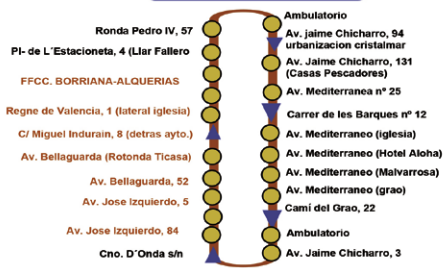 Ronda Pedro IV, 57
Pl- de L´Estacioneta, 4 (Llar Fallero
FFCC. BORRIANA-ALQUERIAS
Regne de Valencia, 1 (lateral iglesia)
C/ Miguel Indurain, 8 (detras ayto.)
Av. Bellaguarda (Rotonda Ticasa)
Av. Bellaguarda, 52
Av. Jose Izquierdo, 5
Av. Jose Izquierdo, 84
Cno. D´Onda s/n
Ambulatorio
Av. jaime Chicharro, 94
urbanizacion cristalmar
Av. Jaime Chicharro, 131
(Casas Pescadores)
Av. Mediterranea nº 25
Carrer de les Barques nº 12
Av. Mediterraneo (iglesia)
Av. Mediterraneo (Hotel Aloha)
Av. Mediterraneo (Malvarrosa)
Av. Mediterraneo (grao)
Camí del Grao, 22
Ambulatorio
Av. Jaime Chicharro, 3